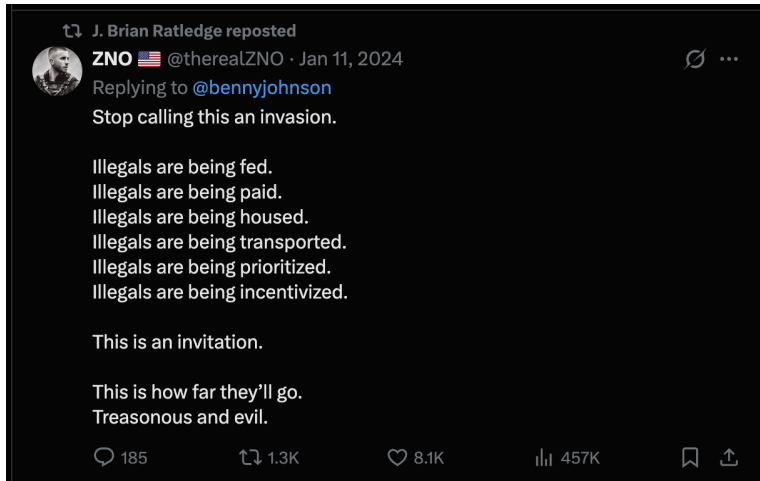 J. Brian Ratledge reposted
ZNO 🇺🇸 @therealZNO · Jan 11, 2024
Replying to @bennyjohnson
Stop calling this an invasion.
Illegals are being fed.
Illegals are being paid.
Illegals are being housed.
Illegals are being transported.
Illegals are being prioritized.
Illegals are being incentivized.
This is an invitation.
This is how far they’ll go.
Treasonous and evil.
185 1.3K 8.1K 457K